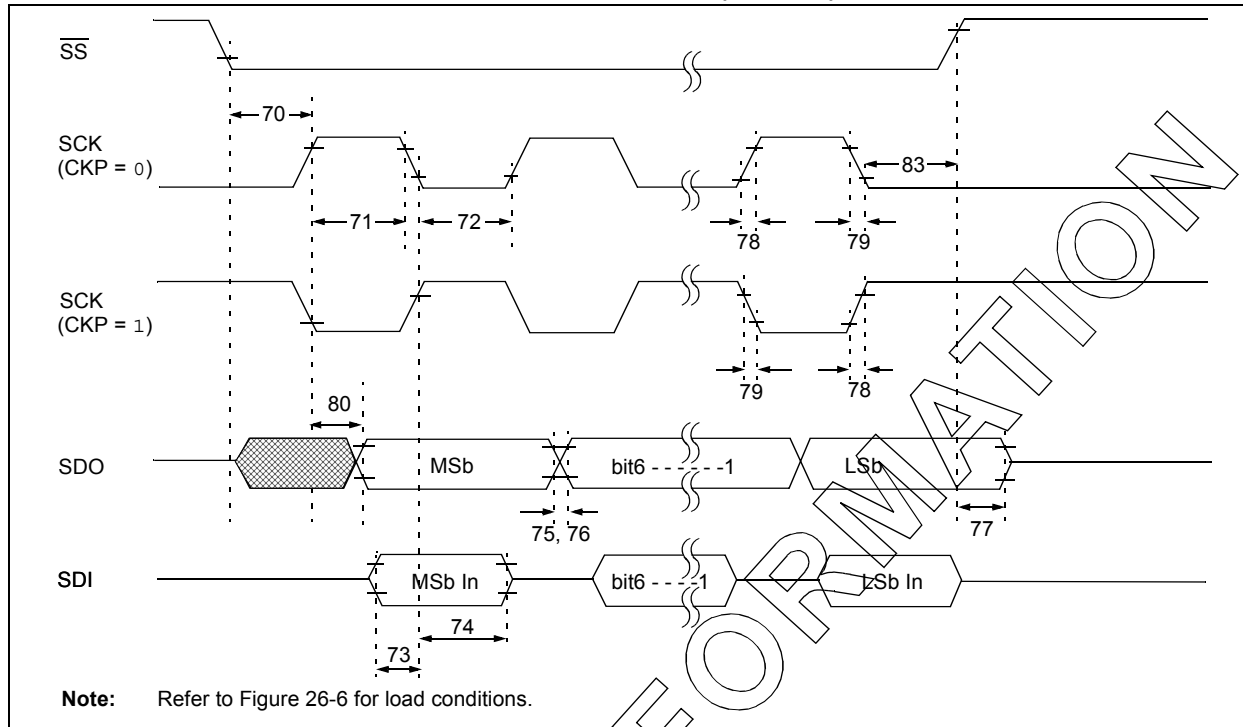 SS
70
SCK
(CKP = 0)
83
71
72
78
79
SCK
(CKP = 1)
79
78
80
SDO
MSb
bit6 - - - - - - -1
LSb
75, 76
77
SDI
MSb In
bit6 - - - - -1
LSb In
74
73
Note: Refer to Figure 26-6 for load conditions.
FORMATION